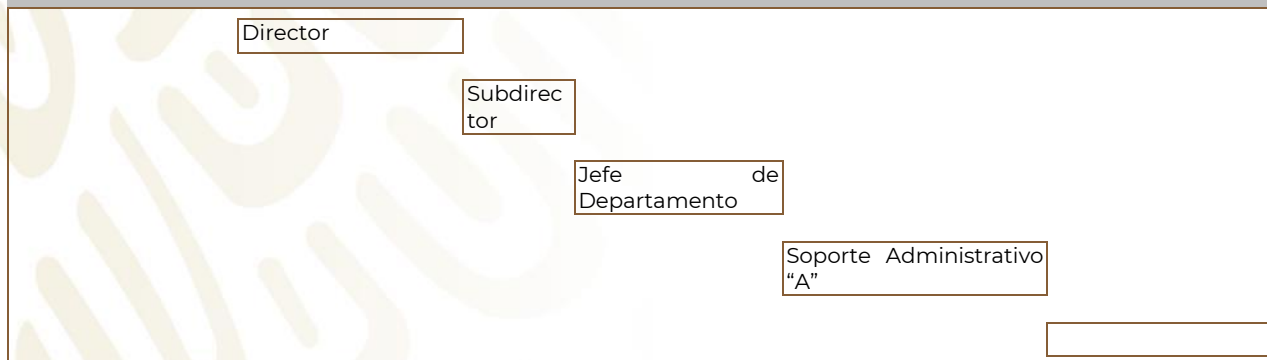 Director
Subdirec
tor
Jefe de
Departamento
Soporte Administrativo
“A”